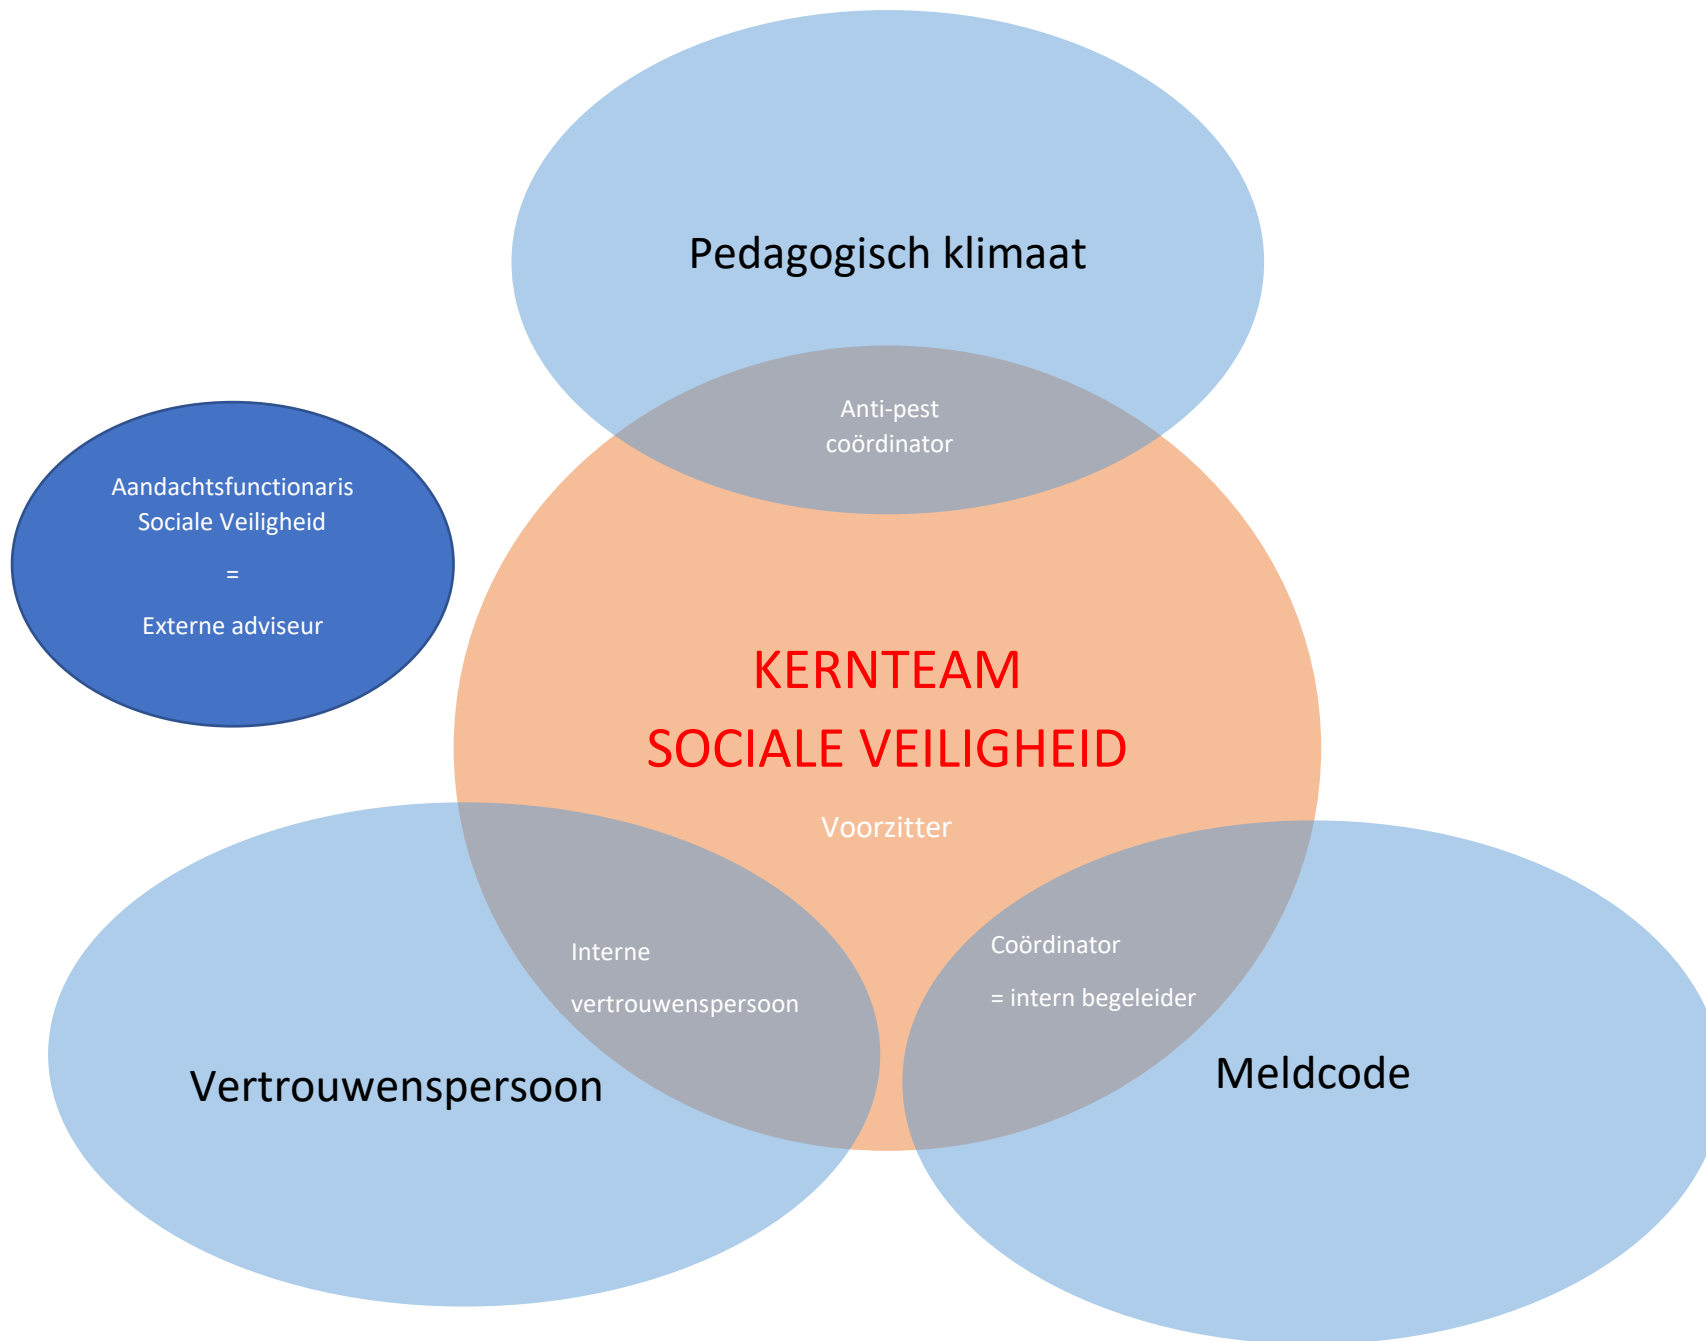 Pedagogisch klimaat
Anti-pest
coördinator
Aandachtsfunctionaris
Sociale Veiligheid
=
Externe adviseur
KERNTEAM
SOCIALE VEILIGHEID
Voorzitter
Interne
vertrouwenspersoon
Vertrouwenspersoon
Coördinator
= intern begeleider
Meldcode